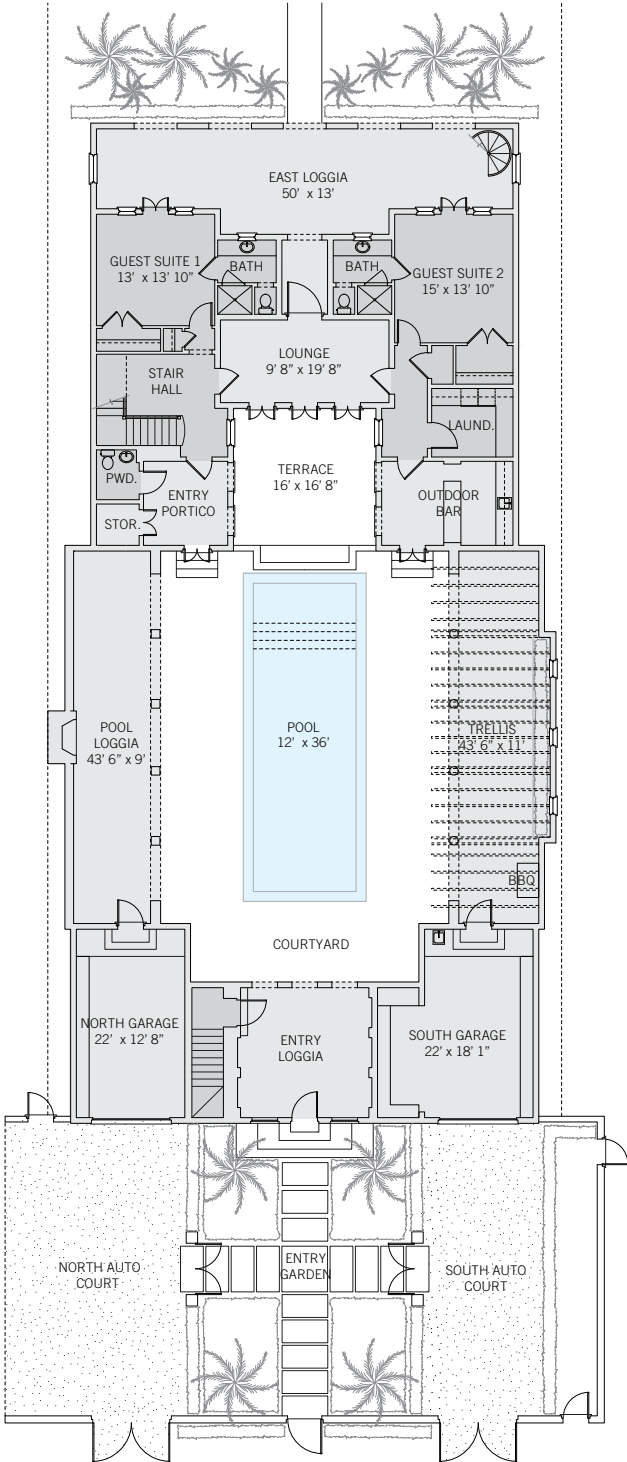 EAST LOGGIA
50' x 13'
GUEST SUITE 1
13' x 13' 10"
BATH
BATH
GUEST SUITE 2
15' x 13' 10"
LOUNGE
9' 8" x 19' 8"
STAIR
HALL
LAUND.
TERRACE
16' x 16' 8"
PWD.
ENTRY
PORTICO
OUTDOOR
BAR
STOR.
POOL
LOGGIA
43' 6" x 9'
POOL
12' x 36'
TRELLIS
43' 6" x 11'
BBQ
COURTYARD
NORTH GARAGE
22' x 12' 8"
ENTRY
LOGGIA
SOUTH GARAGE
22' x 18' 1"
NORTH AUTO
COURT
ENTRY
GARDEN
SOUTH AUTO
COURT